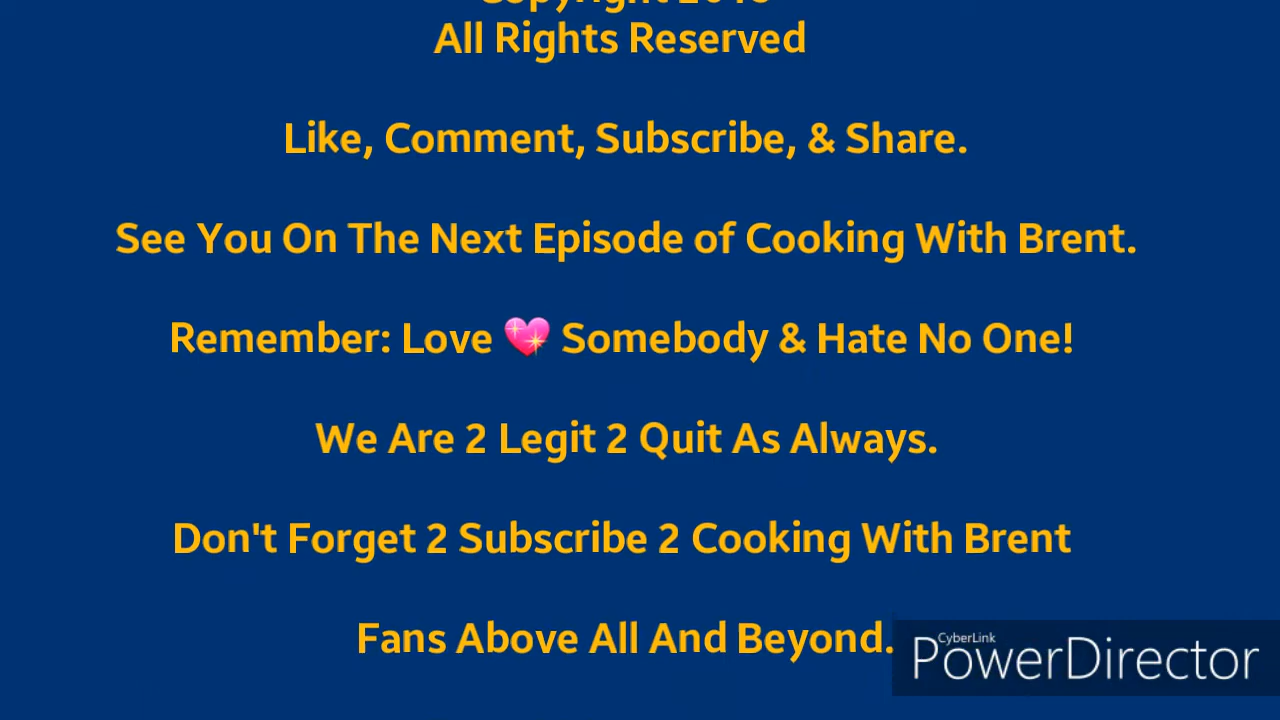 Copyright
All Rights Reserved
Like, Comment, Subscribe, & Share.
See You On The Next Episode of Cooking With Brent.
Remember: Love 💖 Somebody & Hate No One!
We Are 2 Legit 2 Quit As Always.
Don't Forget 2 Subscribe 2 Cooking With Brent
Fans Above All And Beyond.
CyberLink
PowerDirector